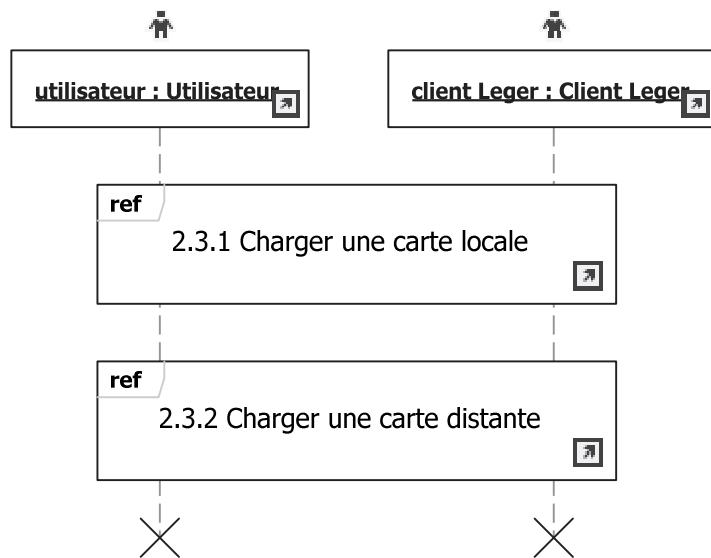 utilisateur : Utilisateur
client Leger : Client Leger
ref
2.3.1 Charger une carte locale
ref
2.3.2 Charger une carte distante